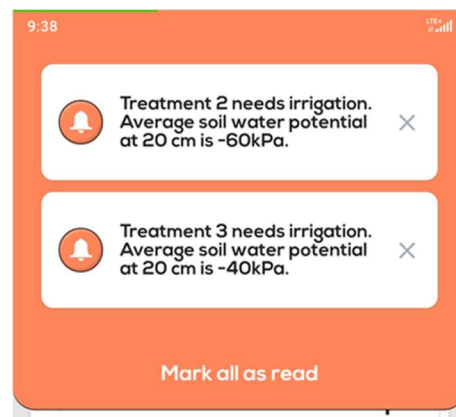 9:38
LTE+
Treatment 2 needs irrigation.
Average soil water potential
at 20 cm is -60kPa.
Treatment 3 needs irrigation.
Average soil water potential
at 20 cm is -40kPa.
Mark all as read